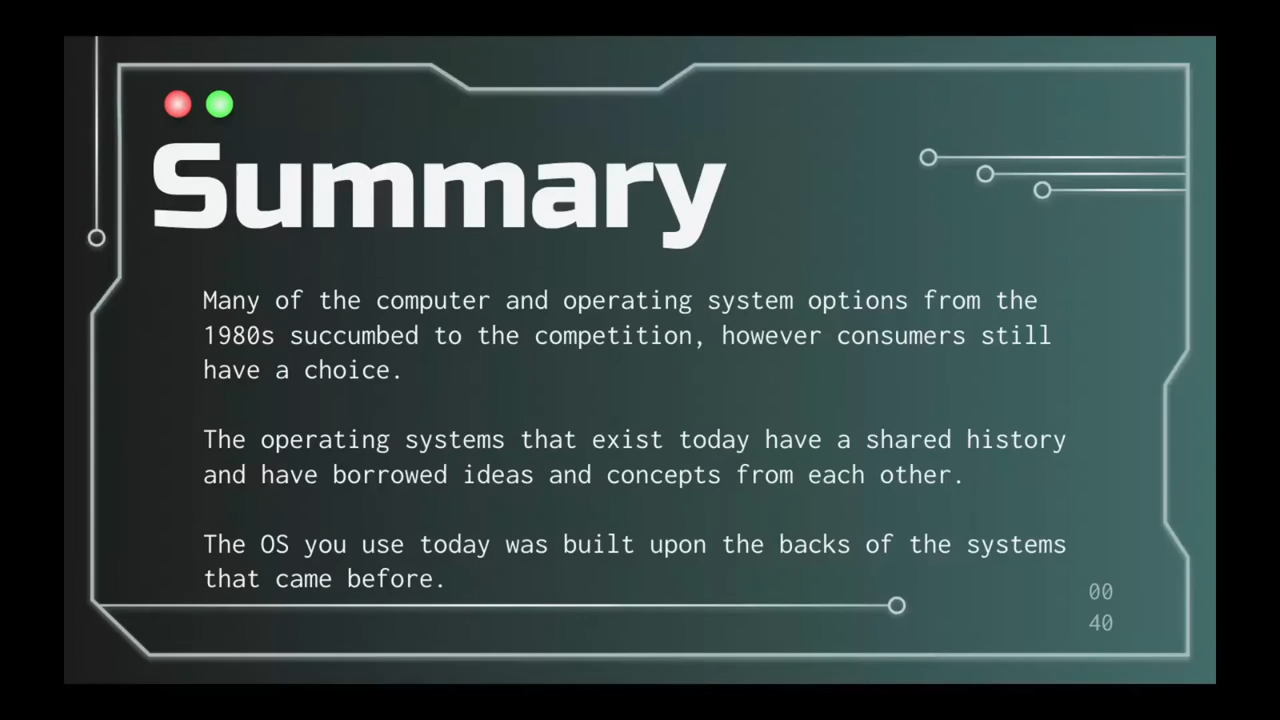 Summary
Many of the computer and operating system options from the
1980s succumbed to the competition, however consumers still
have a choice.
The operating systems that exist today have a shared history
and have borrowed ideas and concepts from each other.
The OS you use today was built upon the backs of the systems
that came before.
00
40